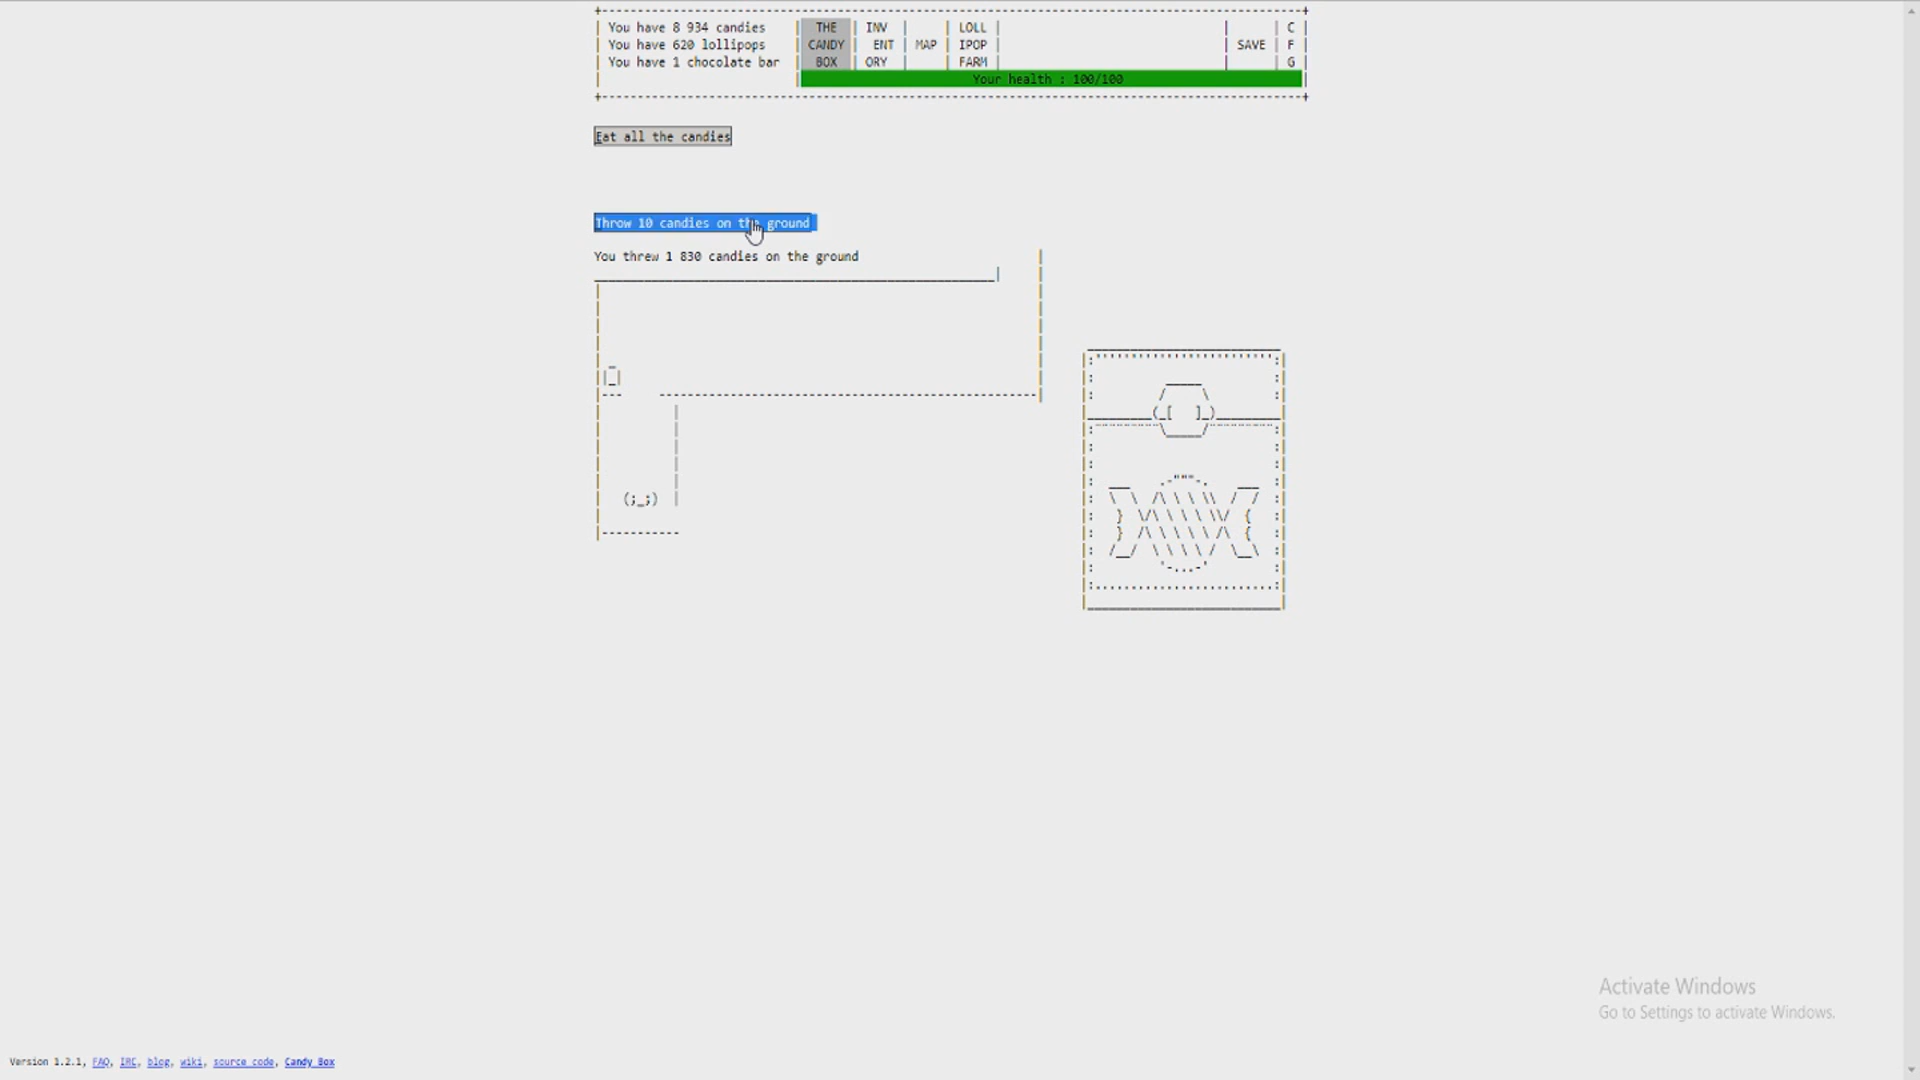 You have 8 934 candies
You have 620 lollipops
You have 1 chocolate bar
THE CANDY BOX
INV ENT ORY
MAP
LOLL IPOP FARM
SAVE
C F G
Your health : 100/100
Eat all the candies
Throw 10 candies on the ground
You threw 1 830 candies on the ground
(;_;)
Activate Windows
Go to Settings to activate Windows.
Version 1.2.1, FAQ, IRC, blog, wiki, source code, Candy Box